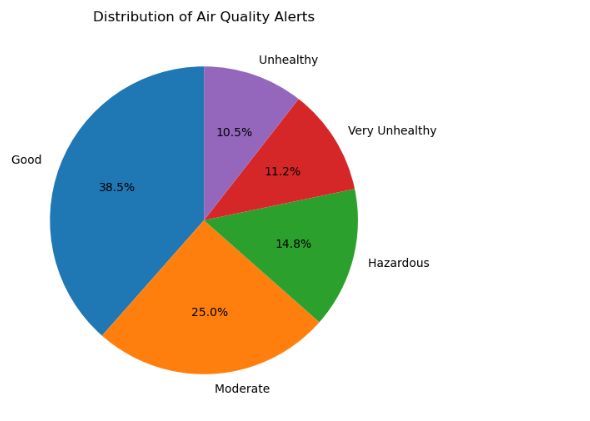 Distribution of Air Quality Alerts
Unhealthy
Very Unhealthy
10.5%
Good
11.2%
38.5%
14.8%
Hazardous
25.0%
Moderate